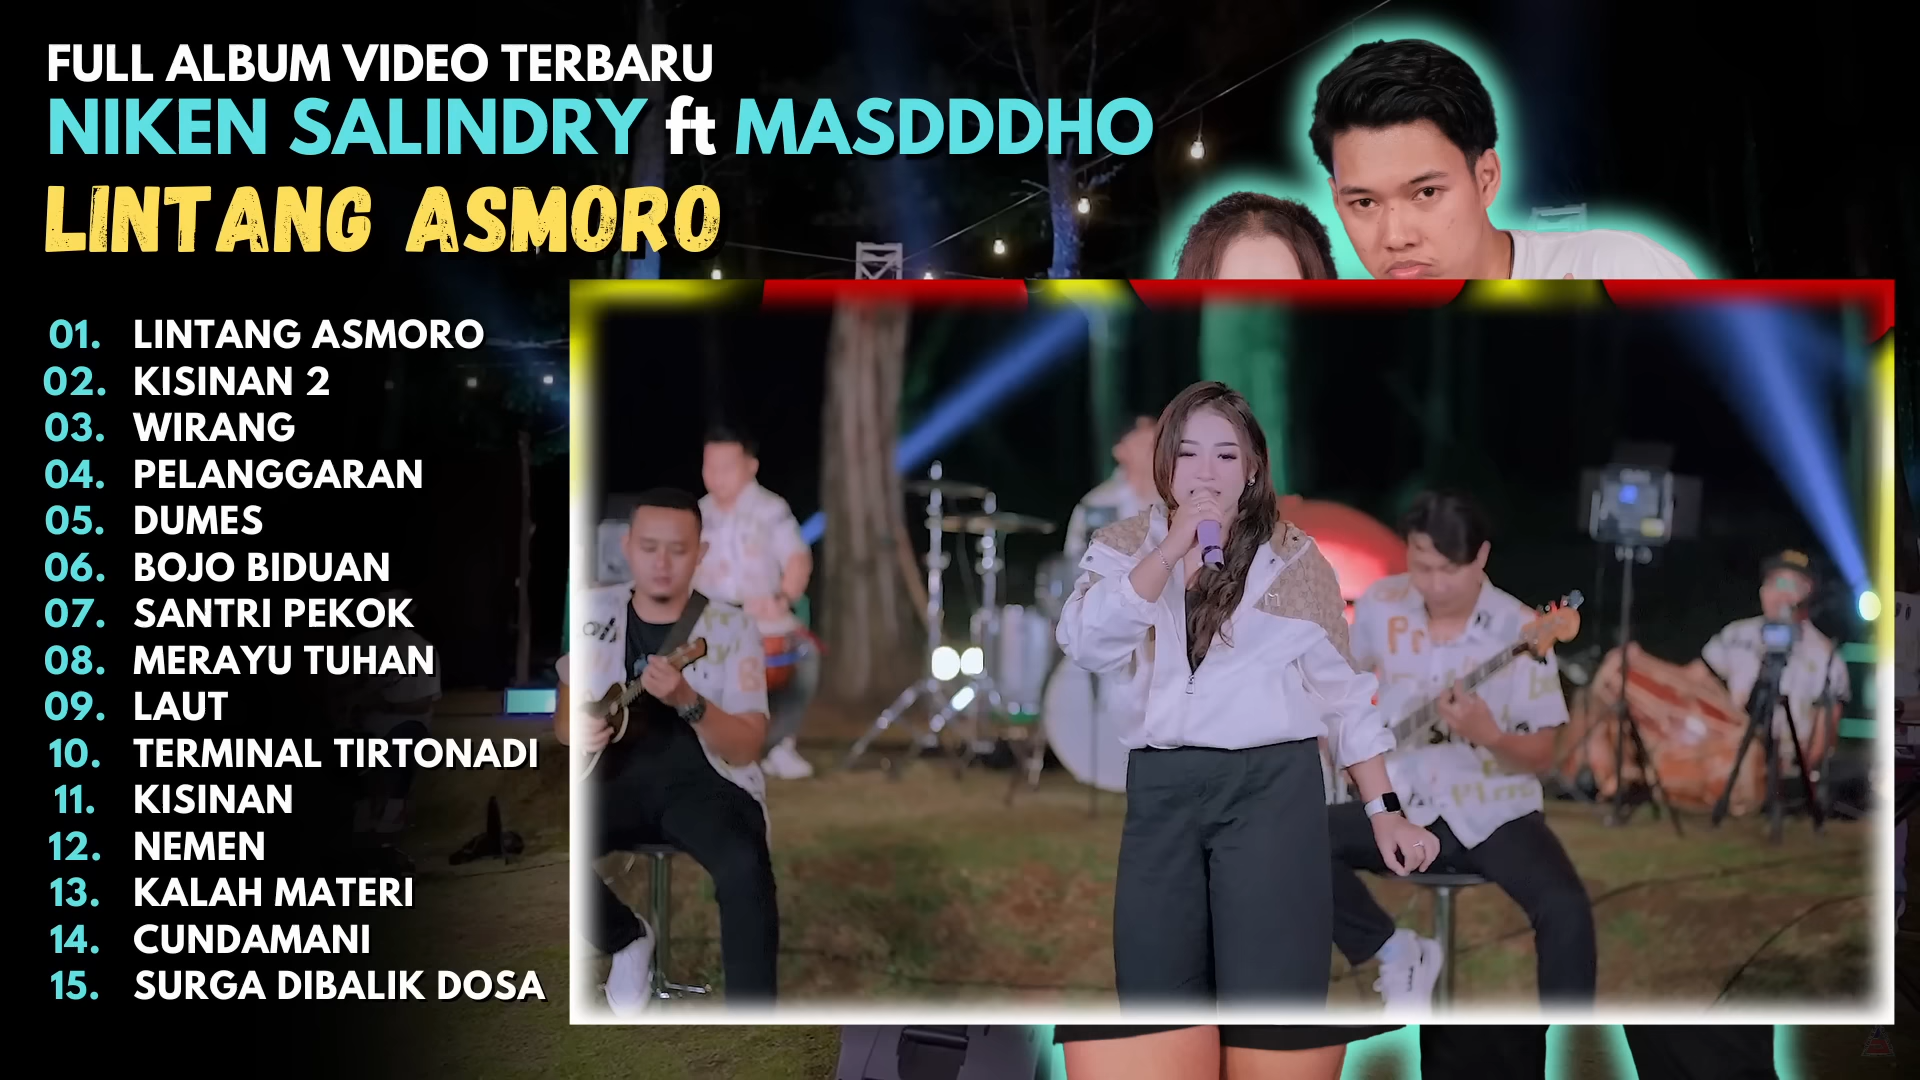 FULL ALBUM VIDEO TERBARU
NIKEN SALINDRY ft MASDDDHO
LINTANG ASMORO
01. LINTANG ASMORO
02. KISINAN 2
03. WIRANG
04. PELANGGARAN
05. DUMES
06. BOJO BIDUAN
07. SANTRI PEKOK
08. MERAYU TUHAN
09. LAUT
10. TERMINAL TIRTONADI
11. KISINAN
12. NEMEN
13. KALAH MATERI
14. CUNDAMANI
15. SURGA DIBALIK DOSA